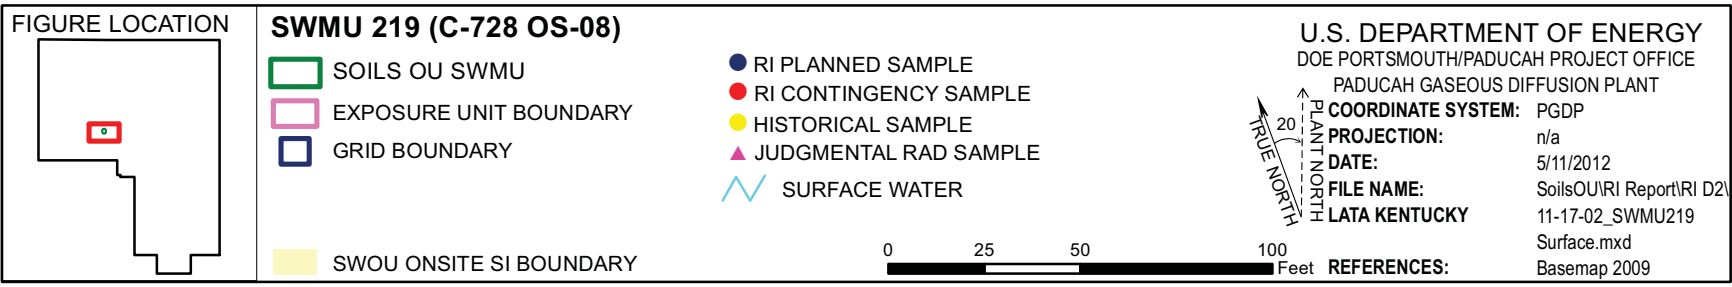 FIGURE LOCATION
SWMU 219 (C-728 OS-08)
SOILS OU SWMU
EXPOSURE UNIT BOUNDARY
GRID BOUNDARY
SWOU ONSITE SI BOUNDARY
RI PLANNED SAMPLE
RI CONTINGENCY SAMPLE
HISTORICAL SAMPLE
JUDGMENTAL RAD SAMPLE
SURFACE WATER
0 25 50 100
Feet
TRUE NORTH
20
PLANT NORTH
U.S. DEPARTMENT OF ENERGY
DOE PORTSMOUTH/PADUCAH PROJECT OFFICE
PADUCAH GASEOUS DIFFUSION PLANT
COORDINATE SYSTEM: PGDP
PROJECTION: n/a
DATE: 5/11/2012
FILE NAME: SoilsOU\RI Report\RI D2\
LATA KENTUCKY 11-17-02_SWMU219
Surface.mxd
REFERENCES: Basemap 2009